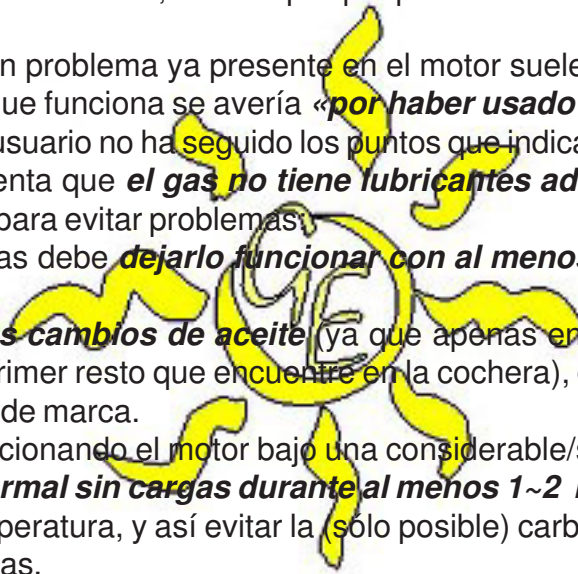 n problema ya presente en el motor suele
ue funciona se avería «por haber usado
usuario no ha seguido los puntos que indica
enta que el gas no tiene lubricantes ad
para evitar problemas:
as debe dejarlo funcionar con al menos
s cambios de aceite (ya que apenas en
rimer resto que encuentre en la cochera),
de marca.
cionando el motor bajo una considerable/s
ormal sin cargas durante al menos 1~2
peratura, y así evitar la (sólo posible) carb
as.
GE